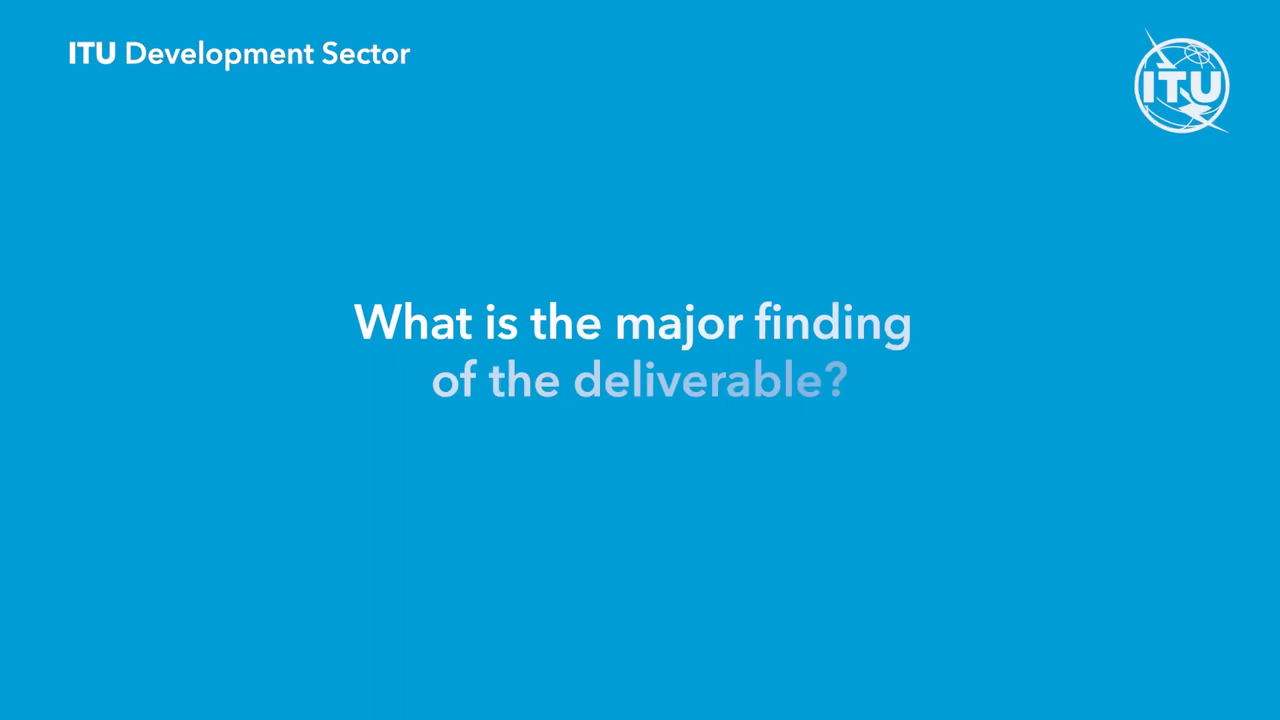 ITU Development Sector
ITU
What is the major finding
of the deliverable?